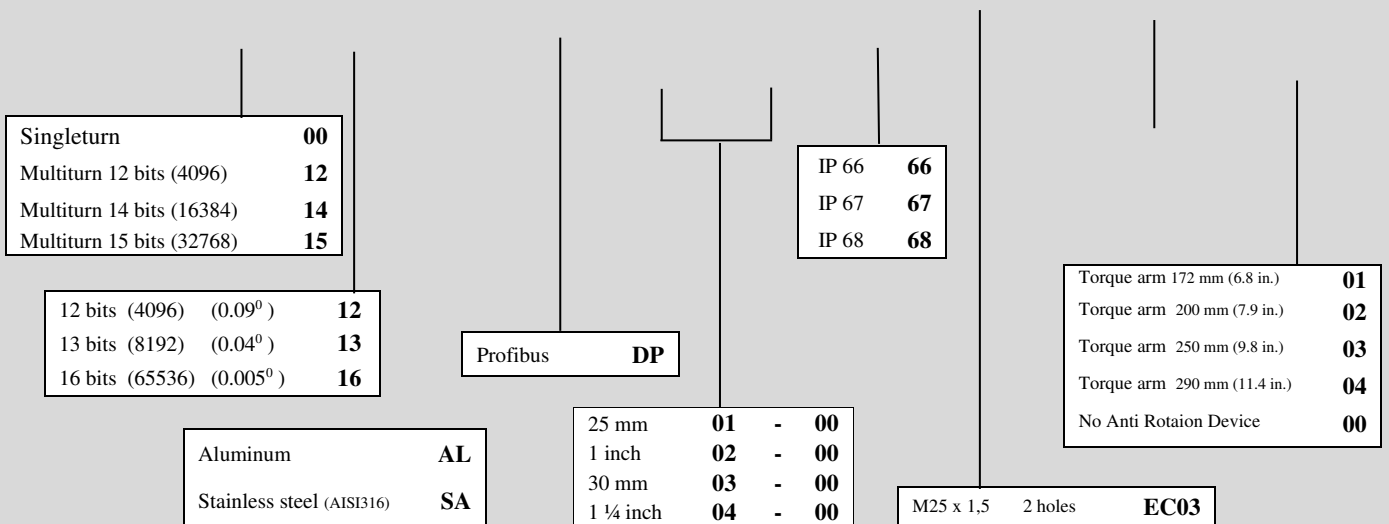 Singleturn 00
Multiturn 12 bits (4096) 12
Multiturn 14 bits (16384) 14
Multiturn 15 bits (32768) 15
12 bits (4096) (0.09⁰ ) 12
13 bits (8192) (0.04⁰ ) 13
16 bits (65536) (0.005⁰ ) 16
Aluminum AL
Stainless steel (AISI316) SA
Profibus DP
25 mm 01 - 00
1 inch 02 - 00
30 mm 03 - 00
1 ¼ inch 04 - 00
IP 66 66
IP 67 67
IP 68 68
M25 x 1,5 2 holes EC03
Torque arm 172 mm (6.8 in.) 01
Torque arm 200 mm (7.9 in.) 02
Torque arm 250 mm (9.8 in.) 03
Torque arm 290 mm (11.4 in.) 04
No Anti Rotaion Device 00